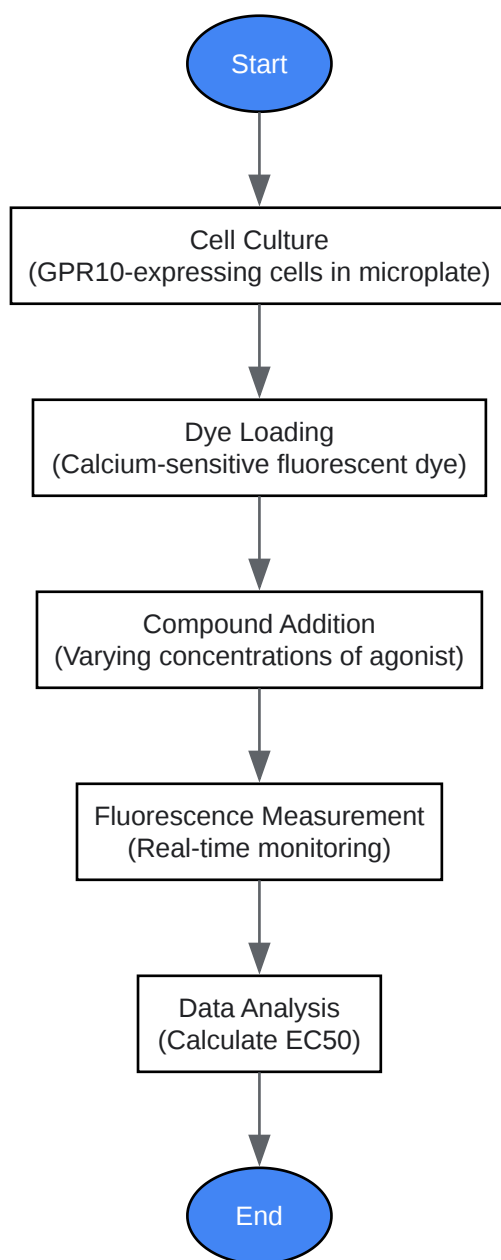 Start
Cell Culture
(GPR10-expressing cells in microplate)
Dye Loading
(Calcium-sensitive fluorescent dye)
Compound Addition
(Varying concentrations of agonist)
Fluorescence Measurement
(Real-time monitoring)
Data Analysis
(Calculate EC50)
End